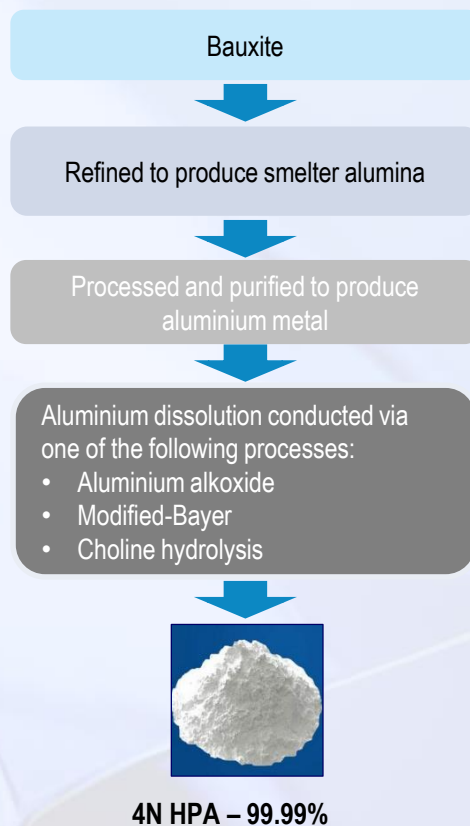 Bauxite
Refined to produce smelter alumina
Processed and purified to produce
aluminium metal
Aluminium dissolution conducted via
one of the following processes:
• Aluminium alkoxide
• Modified-Bayer
• Choline hydrolysis
4N HPA – 99.99%